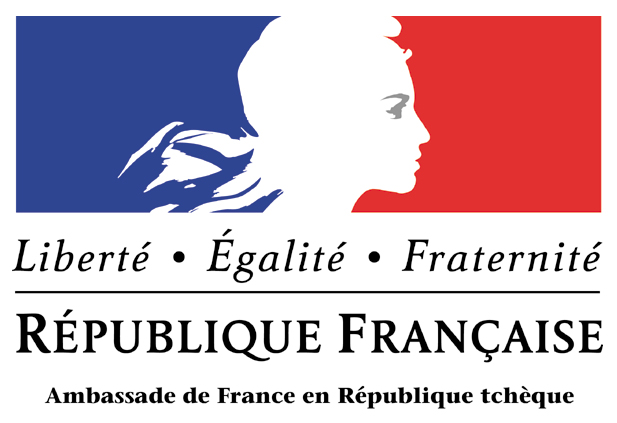 Liberté • Égalité • Fraternité
RÉPUBLIQUE FRANÇAISE
Ambassade de France en République tchèque